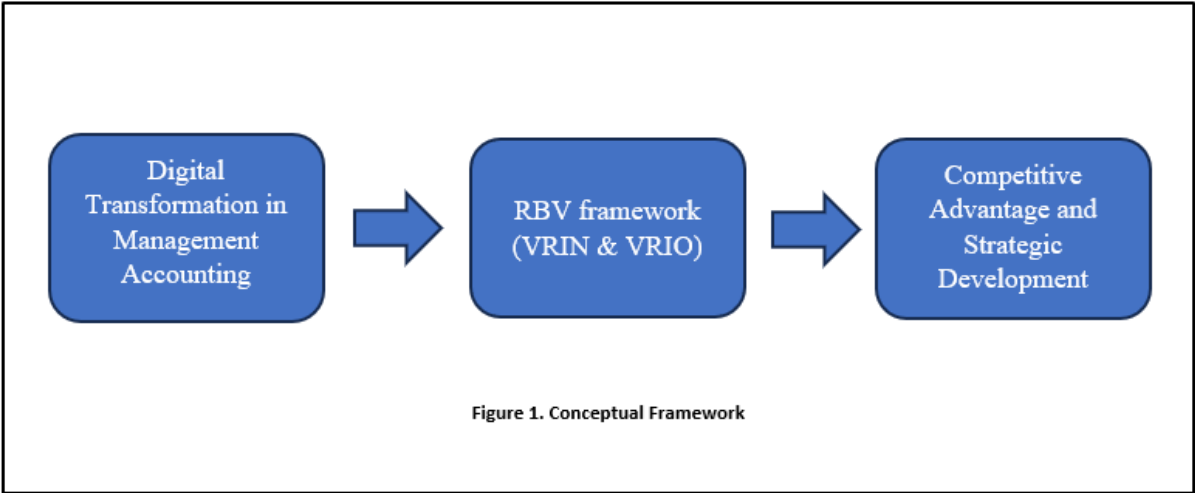 Digital
Transformation in
Management
Accounting
RBV framework
(VRIN & VRIO)
Competitive
Advantage and
Strategic
Development
Figure 1. Conceptual Framework